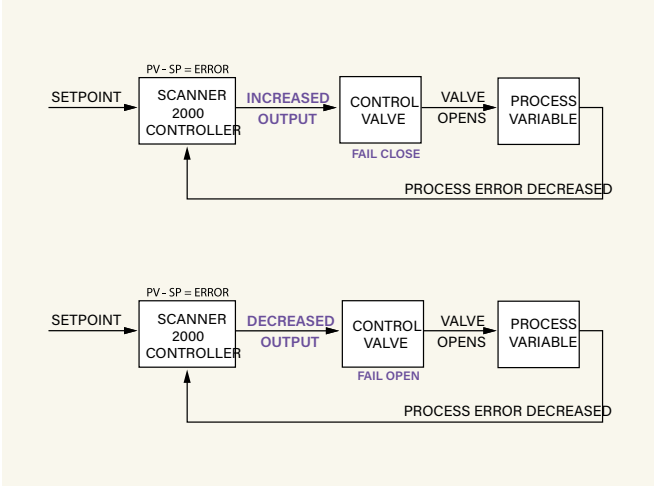 PV - SP = ERROR
SETPOINT
SCANNER
2000
CONTROLLER
INCREASED
OUTPUT
CONTROL
VALVE
FAIL CLOSE
VALVE
OPENS
PROCESS
VARIABLE
PROCESS ERROR DECREASED
PV - SP = ERROR
SETPOINT
SCANNER
2000
CONTROLLER
DECREASED
OUTPUT
CONTROL
VALVE
FAIL OPEN
VALVE
OPENS
PROCESS
VARIABLE
PROCESS ERROR DECREASED